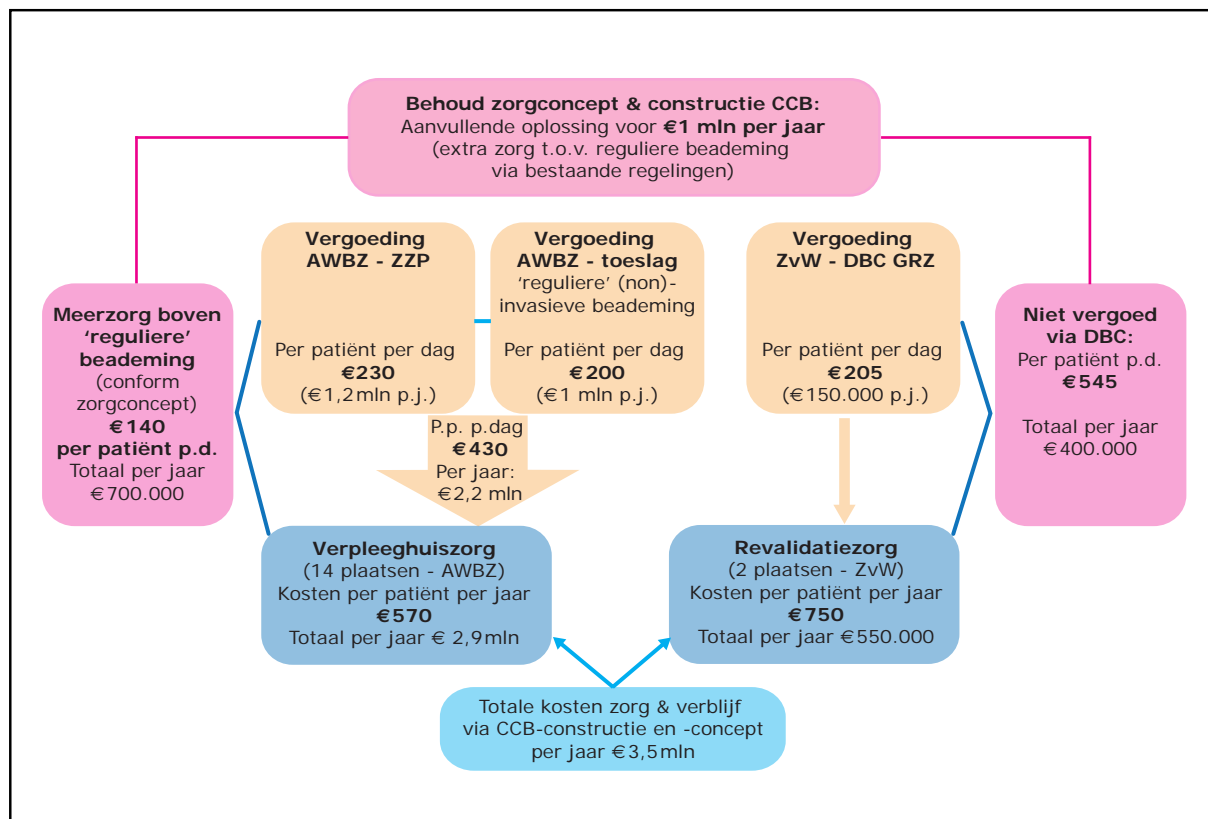 Behoud zorgconcept & constructie CCB:
Aanvullende oplossing voor €1 mln per jaar
(extra zorg t.o.v. reguliere beademing
via bestaande regelingen)
Meerzorg boven
‘reguliere’
beademing
(conform
zorgconcept)
€140
per patiënt p.d.
Totaal per jaar
€700.000
Vergoeding
AWBZ - ZZP
Per patiënt per dag
€230
(€1,2mln p.j.)
Vergoeding
AWBZ - toeslag
‘reguliere’ (non)-
invasieve beademing
Per patiënt per dag
€200
(€1 mln p.j.)
P.p. p.dag
€430
Per jaar:
€2,2 mln
Vergoeding
ZvW - DBC GRZ
Per patiënt per dag
€205
(€150.000 p.j.)
Niet vergoed
via DBC:
Per patiënt p.d.
€545
Totaal per jaar
€400.000
Verpleeghuiszorg
(14 plaatsen - AWBZ)
Kosten per patiënt per jaar
€570
Totaal per jaar € 2,9mln
Revalidatiezorg
(2 plaatsen - ZvW)
Kosten per patiënt per jaar
€750
Totaal per jaar €550.000
Totale kosten zorg & verblijf
via CCB-constructie en -concept
per jaar €3,5mln